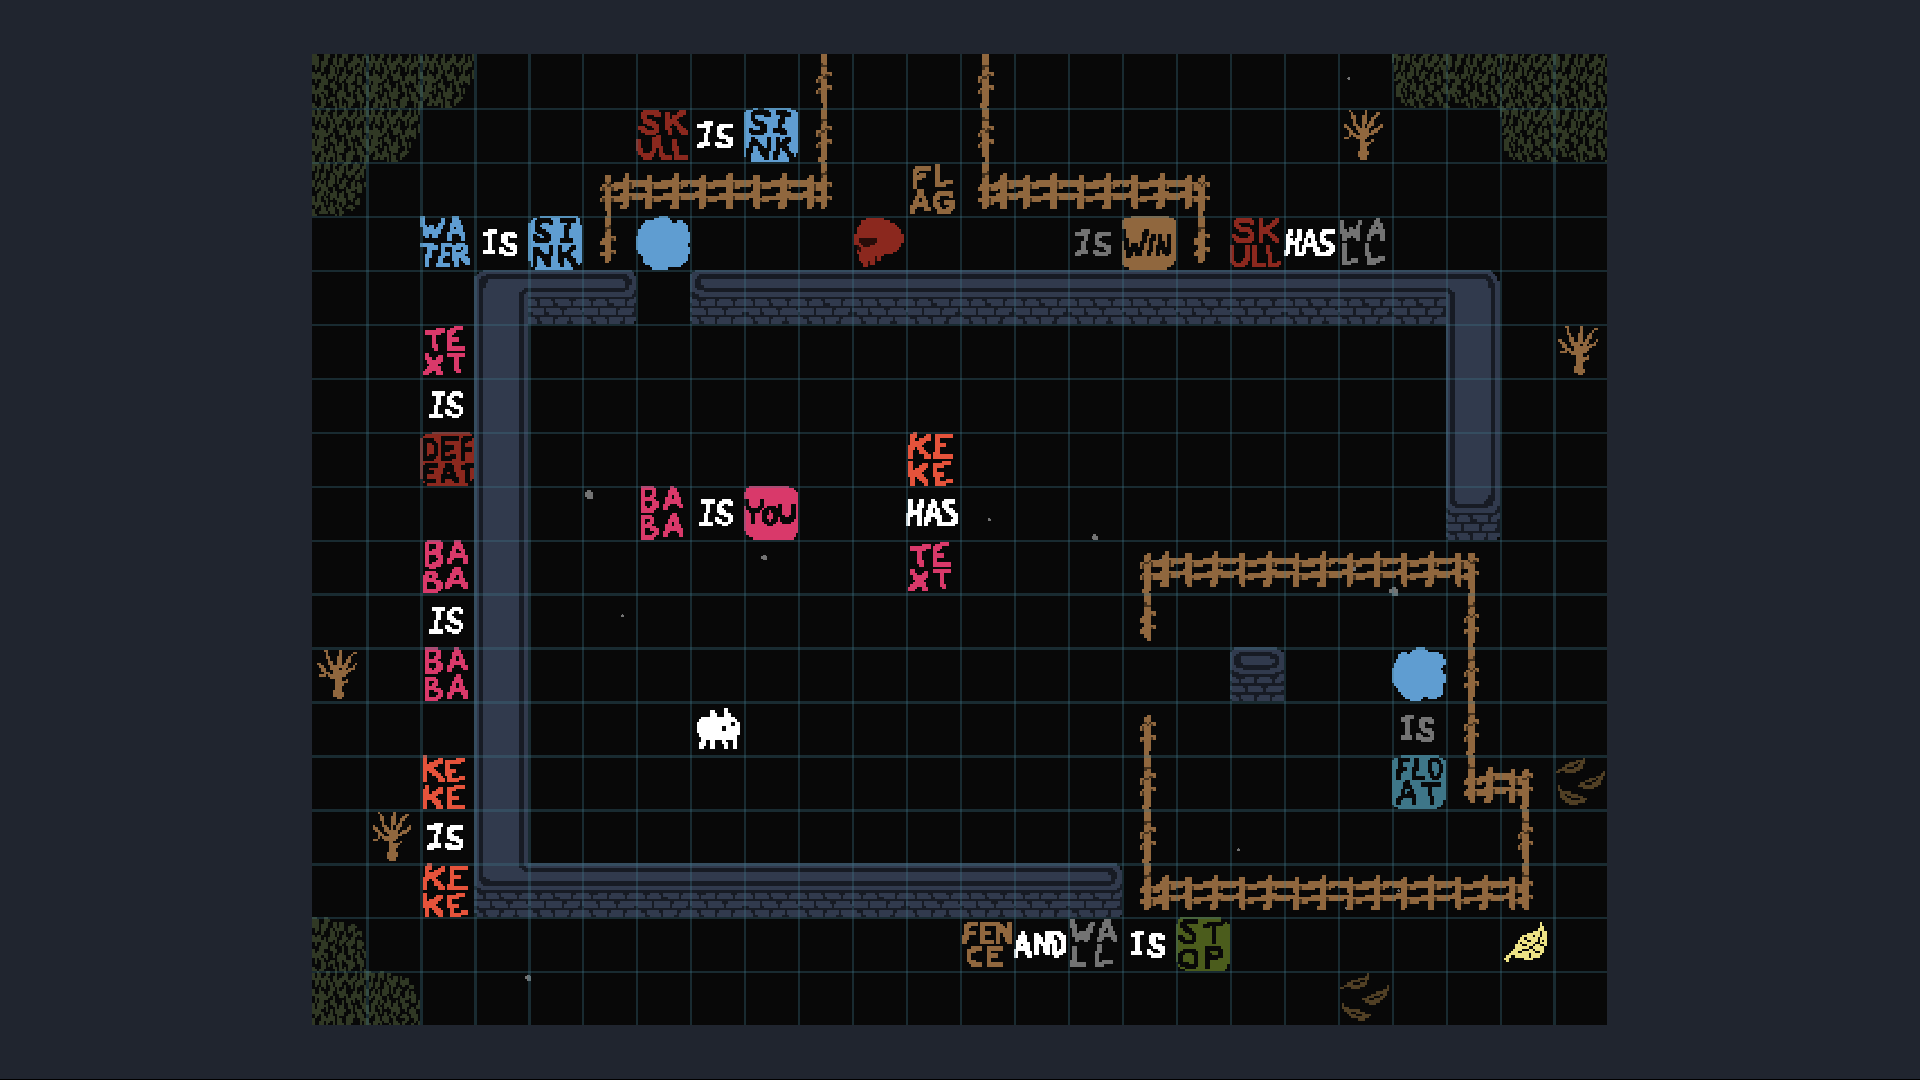 SKULL IS SINK
FLAG
WATER IS SINK
IS WIN
SKULL HAS WALL
TEXT
IS
DEFEAT
KEKE
HAS
TEXT
BABA IS YOU
BABA
IS
BABA
IS
FLOAT
KEKE
IS
KEKE
FENCE AND WALL IS STOP